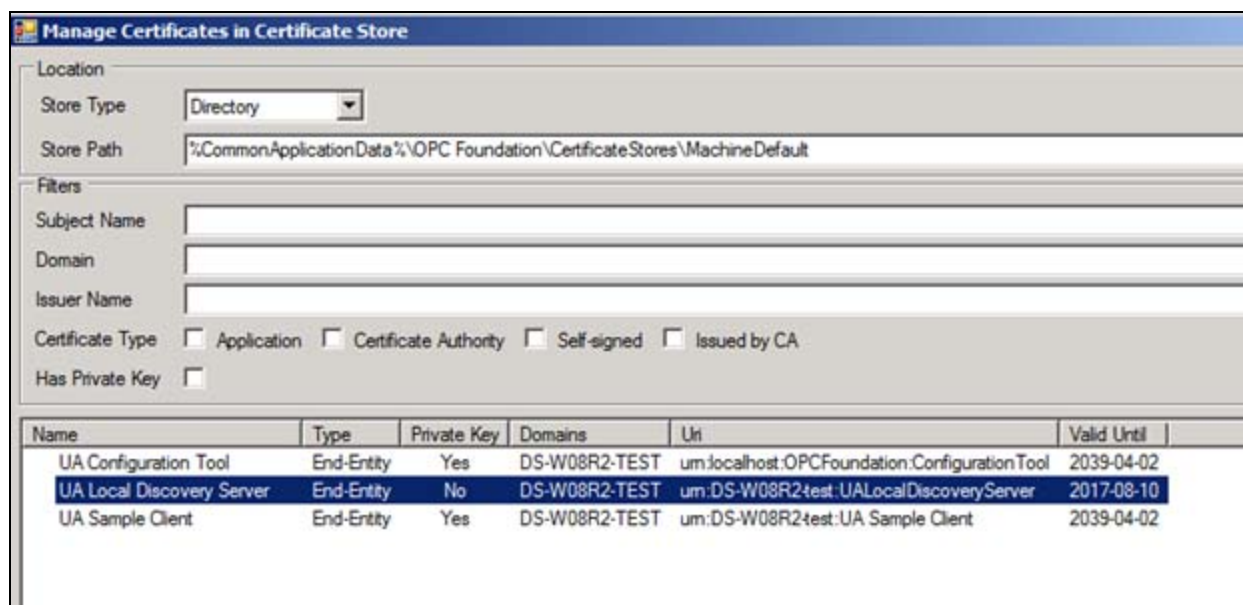 Manage Certificates in Certificate Store
Location
Store Type Directory
Store Path %CommonApplicationData%\OPC Foundation\CertificateStores\MachineDefault
Filters
Subject Name
Domain
Issuer Name
Certificate Type Application Certificate Authority Self-signed Issued by CA
Has Private Key
Name Type Private Key Domains Uri Valid Until
UA Configuration Tool End-Entity Yes DS-W08R2-TEST urn:localhost:OPCFoundation:ConfigurationTool 2039-04-02
UA Local Discovery Server End-Entity No DS-W08R2-TEST urn:DS-W08R2-test:UALocalDiscoveryServer 2017-08-10
UA Sample Client End-Entity Yes DS-W08R2-TEST urn:DS-W08R2-test:UA Sample Client 2039-04-02